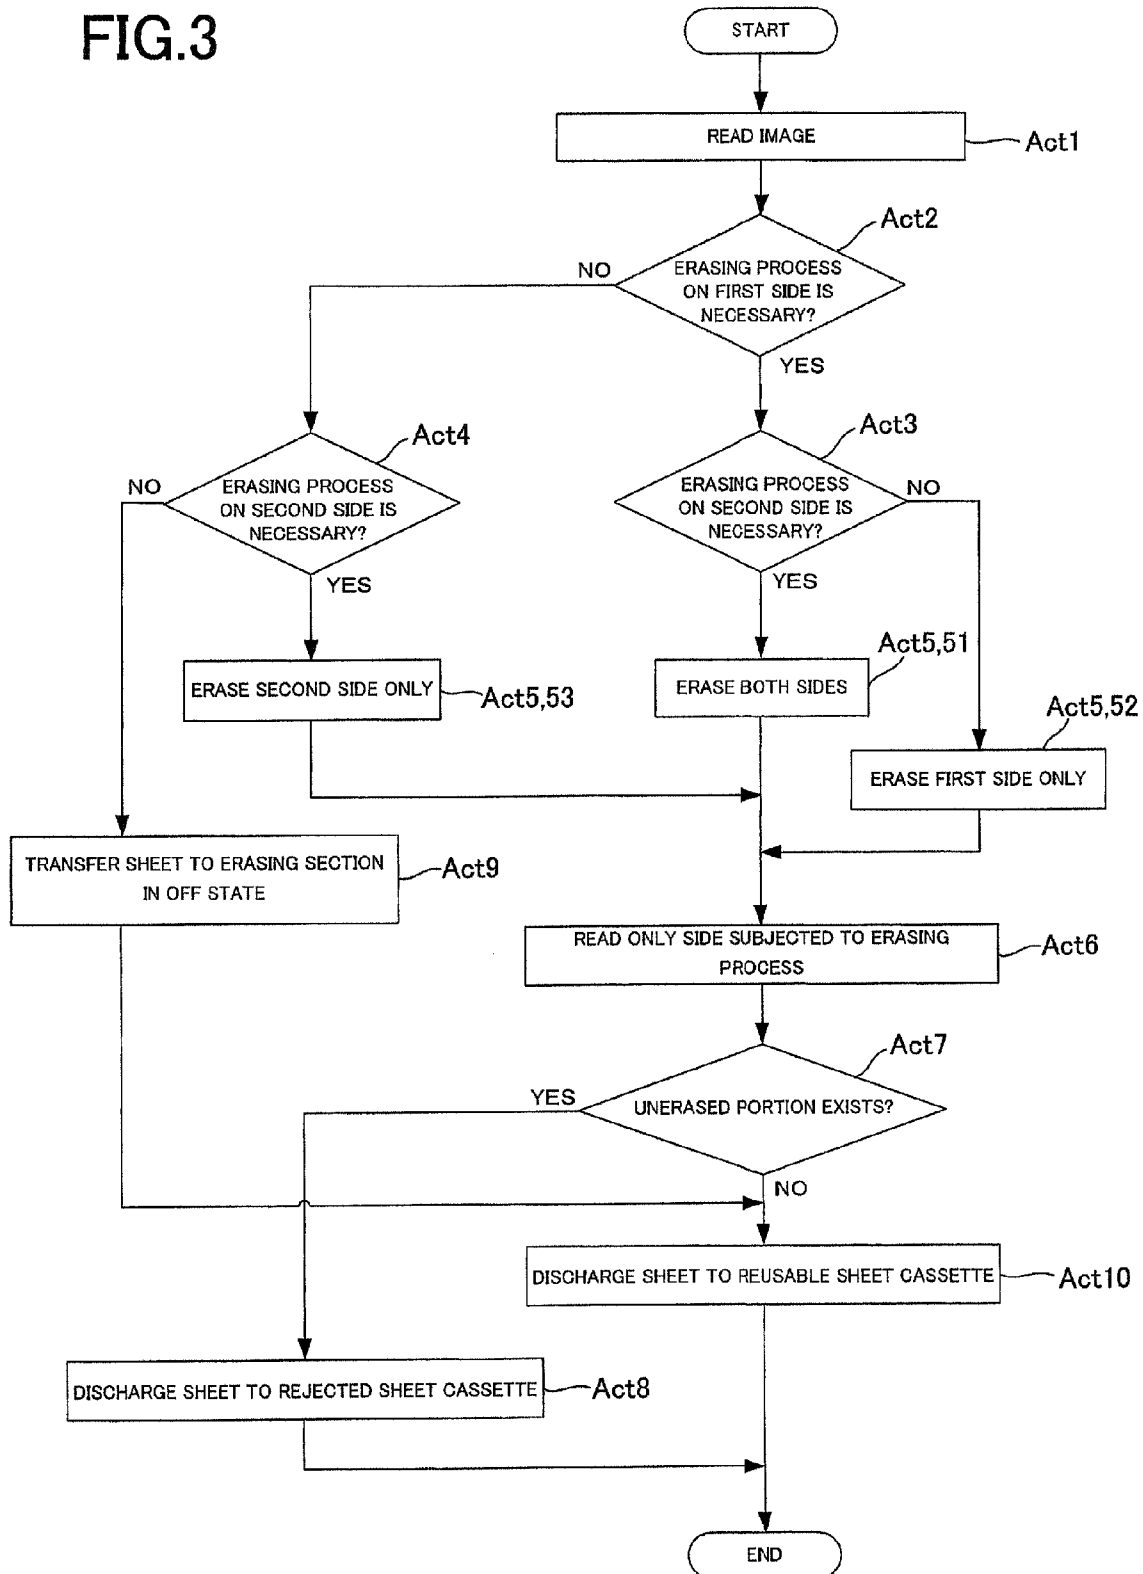 FIG.3
START
READ IMAGE
Act1
Act2
NO
ERASING PROCESS
ON FIRST SIDE IS
NECESSARY?
YES
Act4
Act3
NO
ERASING PROCESS
ON SECOND SIDE IS
NECESSARY?
YES
ERASING PROCESS
ON SECOND SIDE IS
NECESSARY?
NO
YES
ERASE SECOND SIDE ONLY
Act5,53
ERASE BOTH SIDES
Act5,51
Act5,52
ERASE FIRST SIDE ONLY
TRANSFER SHEET TO ERASING SECTION
IN OFF STATE
Act9
READ ONLY SIDE SUBJECTED TO ERASING
PROCESS
Act6
Act7
YES
UNERASED PORTION EXISTS?
NO
DISCHARGE SHEET TO REUSABLE SHEET CASSETTE
Act10
DISCHARGE SHEET TO REJECTED SHEET CASSETTE
Act8
END